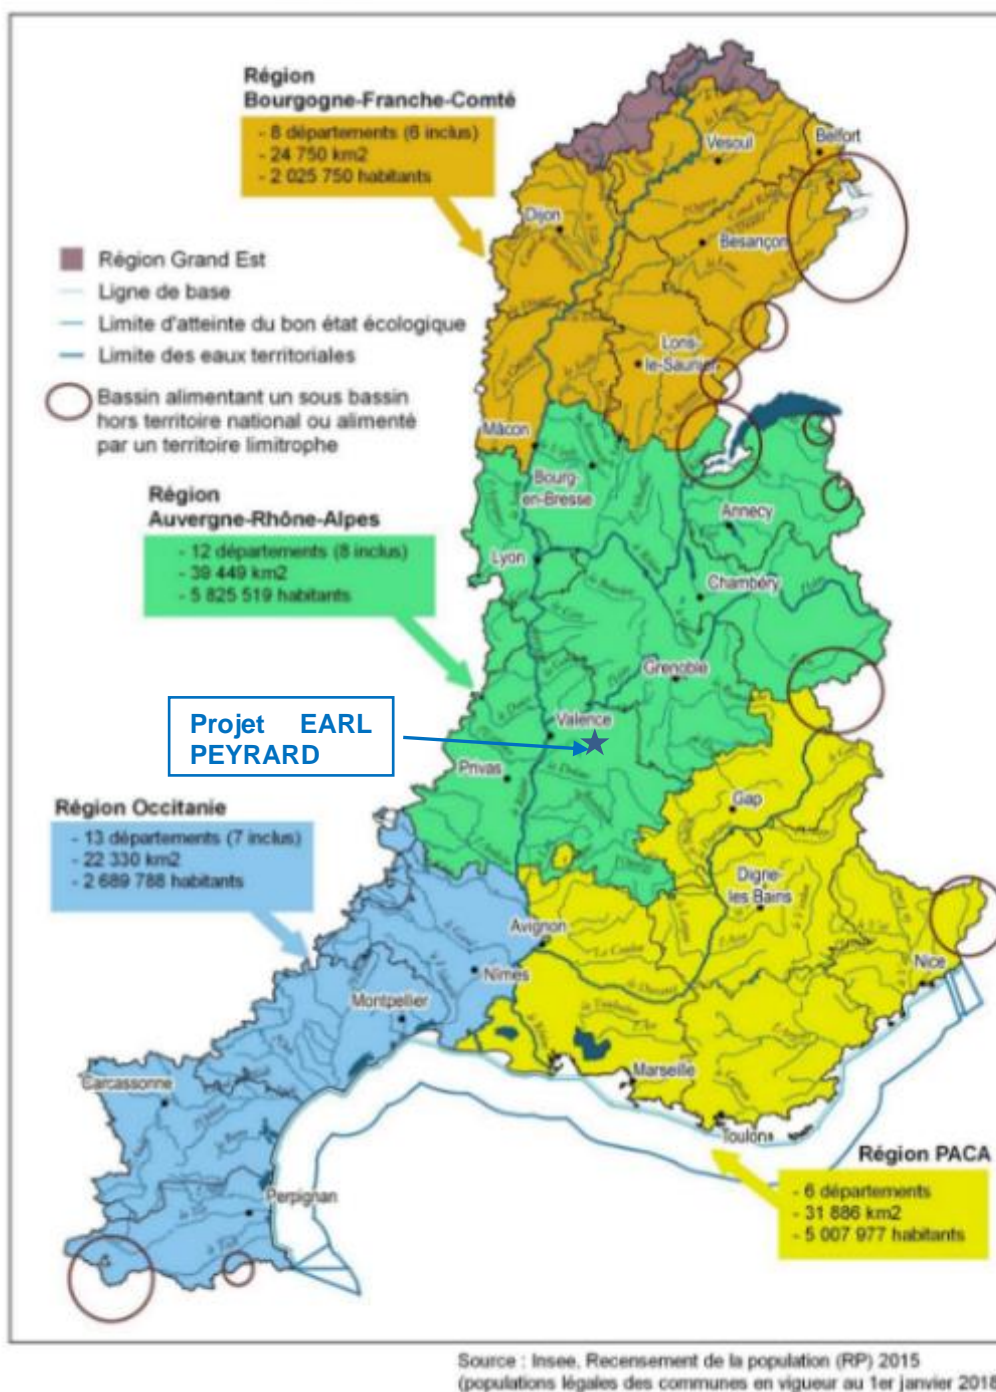 Région
Bourgogne-Franche-Comté
- 8 départements (6 inclus)
- 24 750 km2
- 2 025 750 habitants
Vesoul
Belfort
Dijon
Besançon
Région Grand Est
Ligne de base
Limite d'atteinte du bon état écologique
Limite des eaux territoriales
Bassin alimentant un sous bassin
hors territoire national ou alimenté
par un territoire limitrophe
Lons-
le-Saunier
Mâcon
Bourg-
en-Bresse
Région
Auvergne-Rhône-Alpes
- 12 départements (8 inclus)
- 39 449 km2
- 5 825 519 habitants
Annecy
Lyon
Chambéry
Grenoble
Projet EARL
PEYRARD
Valence
Privas
Région Occitanie
- 13 départements (7 inclus)
- 22 330 km2
- 2 689 788 habitants
Gap
Digne-
les-Bains
Avignon
Nîmes
Nice
Montpellier
Marseille
Carcassonne
Toulon
Perpignan
Région PACA
- 6 départements
- 31 886 km2
- 5 007 977 habitants
Source : Insee, Recensement de la population (RP) 2015
(populations légales des communes en vigueur au 1er janvier 2018